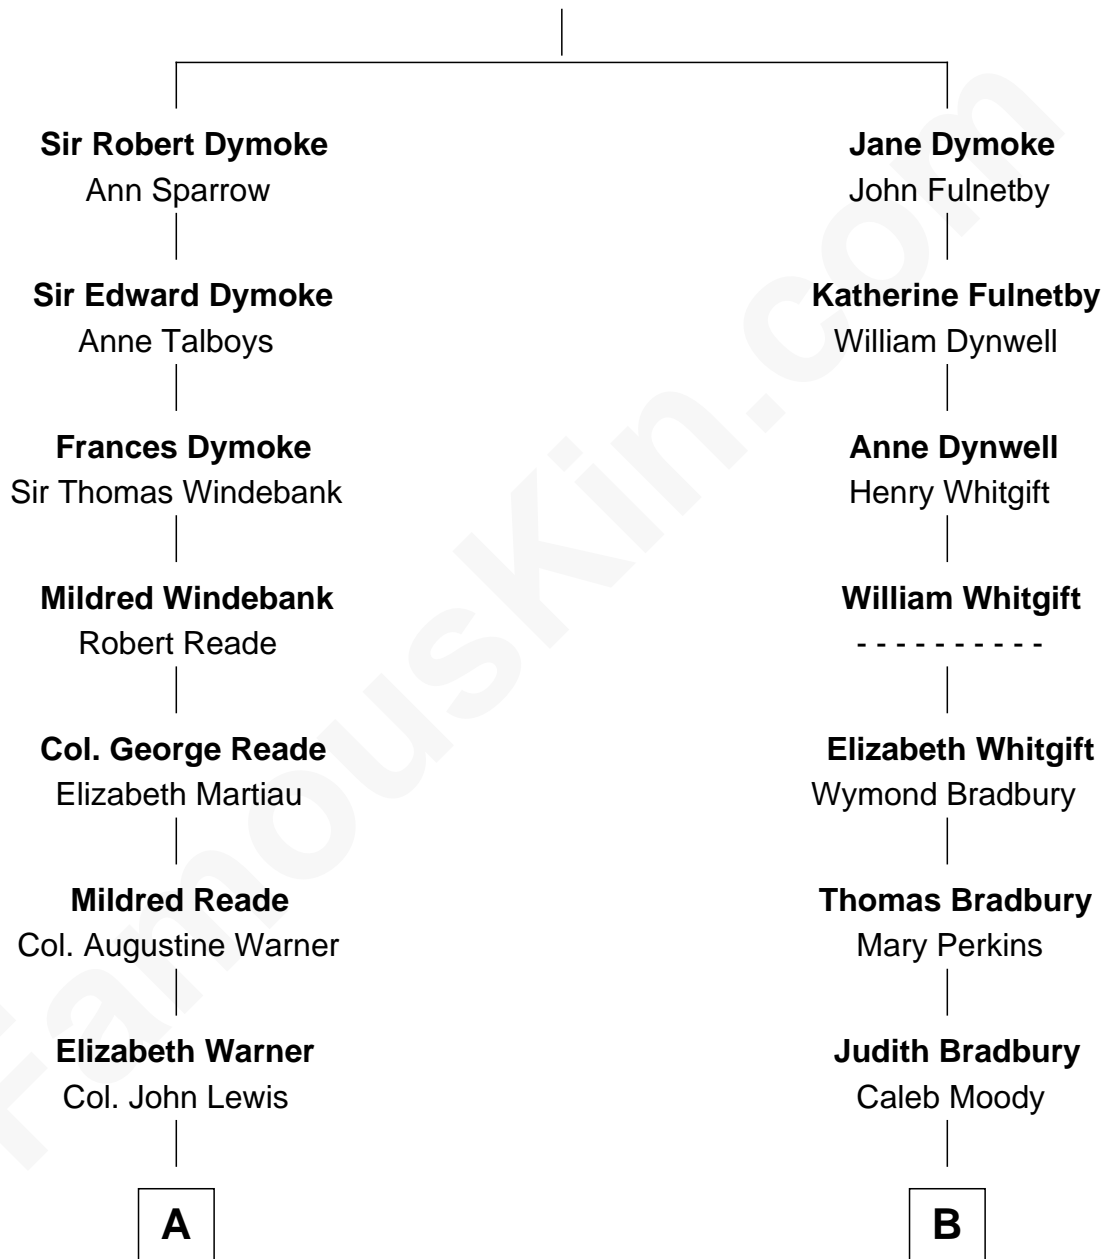 Sir Robert Dymoke
Ann Sparrow
Sir Edward Dymoke
Anne Talboys
Frances Dymoke
Sir Thomas Windebank
Mildred Windebank
Robert Reade
Col. George Reade
Elizabeth Martiau
Mildred Reade
Col. Augustine Warner
Elizabeth Warner
Col. John Lewis
A
Jane Dymoke
John Fulnetby
Katherine Fulnetby
William Dynwell
Anne Dynwell
Henry Whitgift
William Whitgift
- - - - - - - - - -
Elizabeth Whitgift
Wymond Bradbury
Thomas Bradbury
Mary Perkins
Judith Bradbury
Caleb Moody
B
FamousKin.com